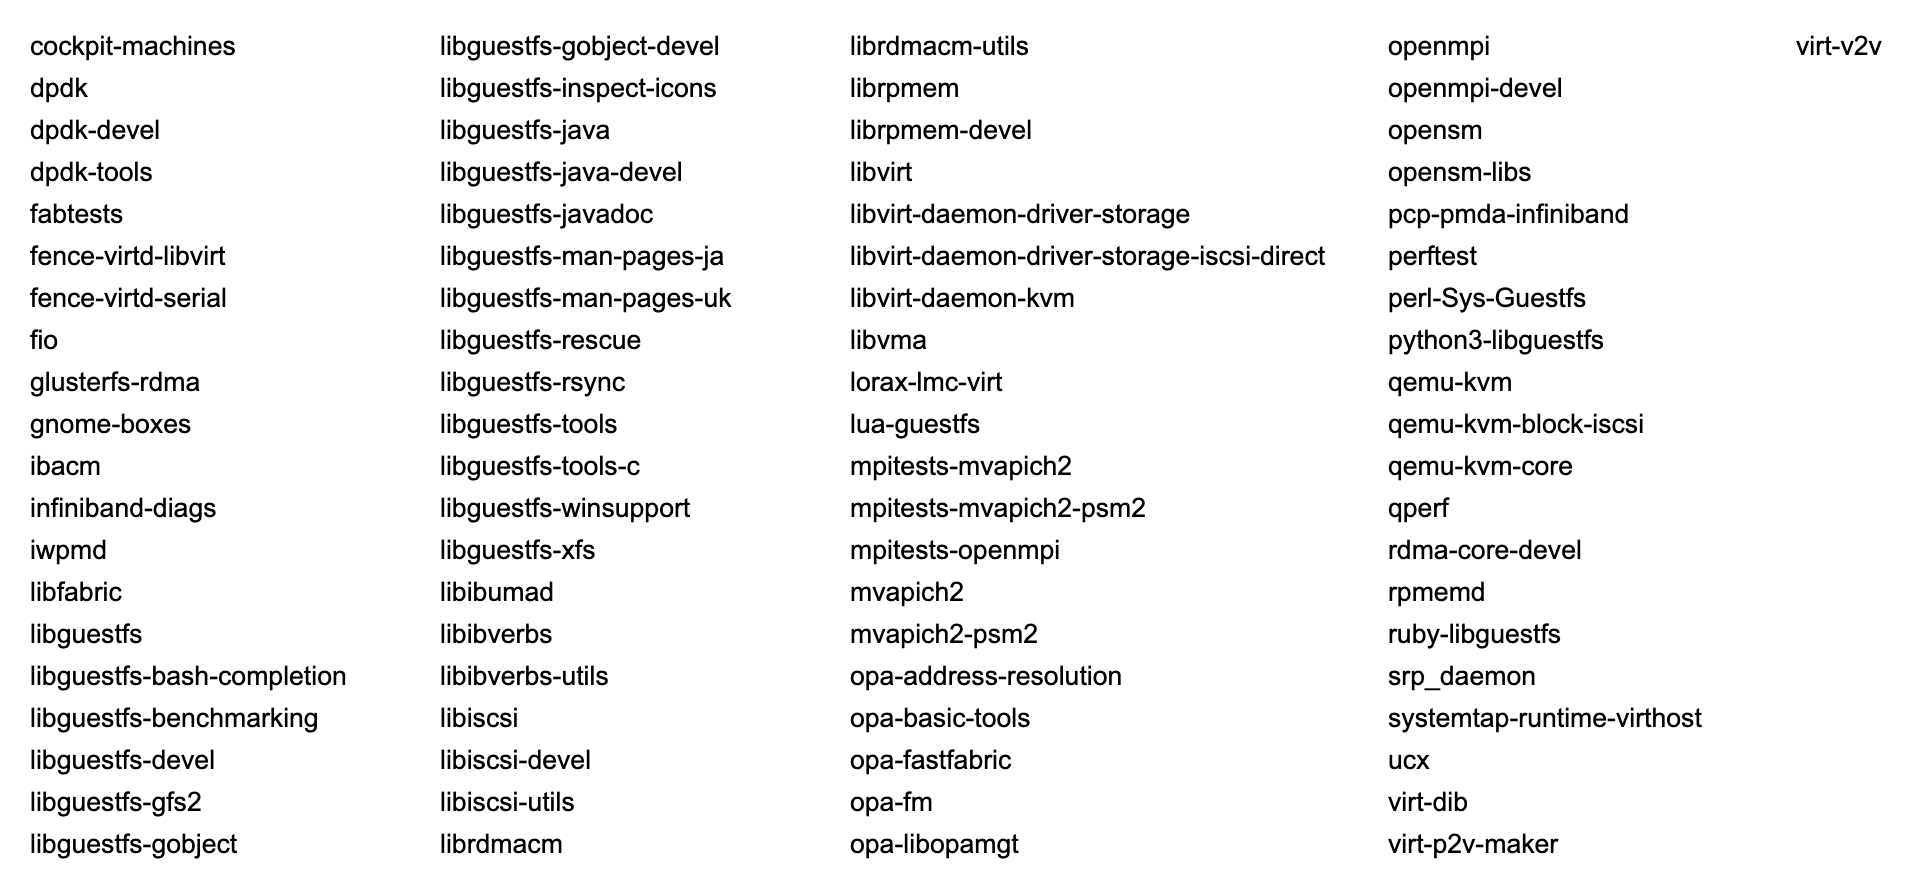 cockpit-machines
dpdk
dpdk-devel
dpdk-tools
fabtests
fence-virtd-libvirt
fence-virtd-serial
fio
glusterfs-rdma
gnome-boxes
ibacm
infiniband-diags
iwpmd
libfabric
libguestfs
libguestfs-bash-completion
libguestfs-benchmarking
libguestfs-devel
libguestfs-gfs2
libguestfs-gobject
libguestfs-gobject-devel
libguestfs-inspect-icons
libguestfs-java
libguestfs-java-devel
libguestfs-javadoc
libguestfs-man-pages-ja
libguestfs-man-pages-uk
libguestfs-rescue
libguestfs-rsync
libguestfs-tools
libguestfs-tools-c
libguestfs-winsupport
libguestfs-xfs
libibumad
libibverbs
libibverbs-utils
libiscsi
libiscsi-devel
libiscsi-utils
librdmacm
librdmacm-utils
librpmem
librpmem-devel
libvirt
libvirt-daemon-driver-storage
libvirt-daemon-driver-storage-iscsi-direct
libvirt-daemon-kvm
libvma
lorax-lmc-virt
lua-guestfs
mpitests-mvapich2
mpitests-mvapich2-psm2
mpitests-openmpi
mvapich2
mvapich2-psm2
opa-address-resolution
opa-basic-tools
opa-fastfabric
opa-fm
opa-libopamgt
openmpi
openmpi-devel
opensm
opensm-libs
pcp-pmda-infiniband
perftest
perl-Sys-Guestfs
python3-libguestfs
qemu-kvm
qemu-kvm-block-iscsi
qemu-kvm-core
qperf
rdma-core-devel
rpmemd
ruby-libguestfs
srp_daemon
systemtap-runtime-virthost
ucx
virt-dib
virt-p2v-maker
virt-v2v